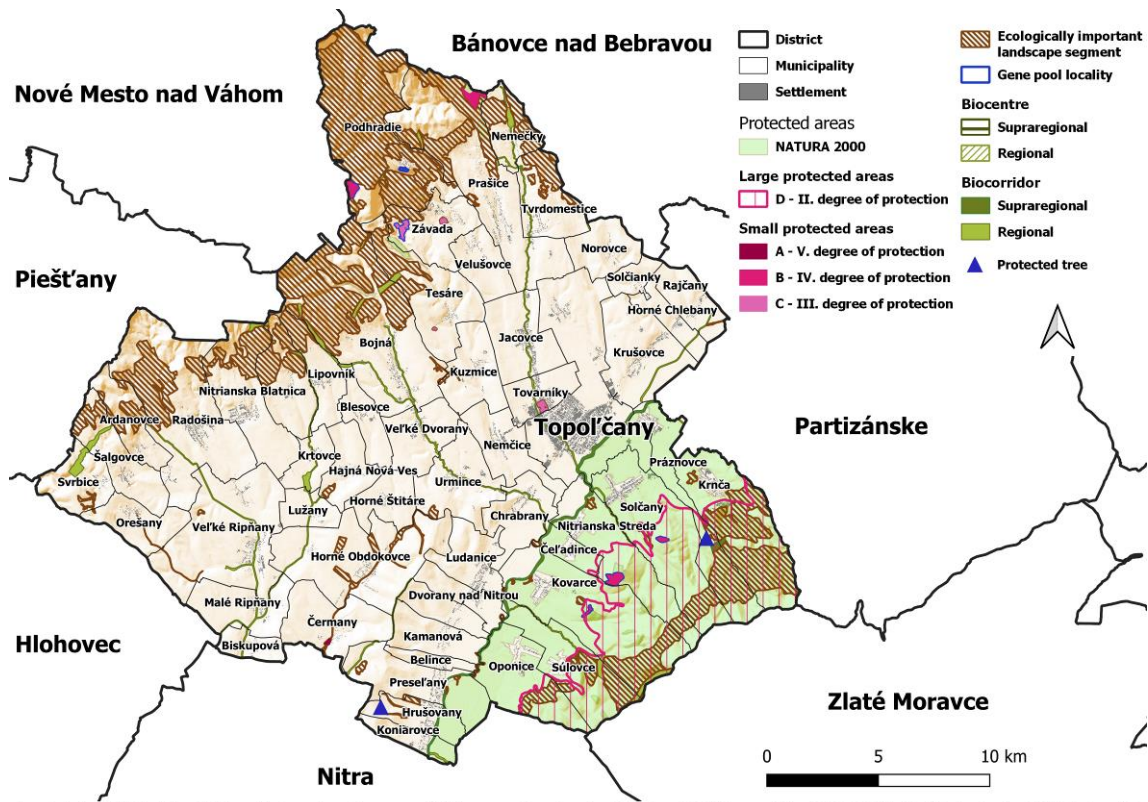 Bánovce nad Bebravou
Nové Mesto nad Váhom
Piešťany
Hlohovec
Nitra
Zlaté Moravce
Partizánske
Topoľčany
Podhradie
Nemečky
Prašice
Tvrdomestice
Závada
Velušovce
Norovce
Solčianky
Rajčany
Tesáre
Horné Chlebany
Bojná
Jacovce
Krušovce
Kuzmice
Lipovník
Nitrianska Blatnica
Tovarníky
Blesovce
Ardanovce
Radošina
Veľké Dvorany
Nemčice
Šalgovce
Krtovce
Hajná Nová Ves
Práznovce
Krnča
Svrbice
Urmince
Horné Štitáre
Solčany
Orešany
Veľké Ripňany
Lužany
Chrabrany
Nitrianska Streda
Horné Obdokovce
Ludanice
Čeľadince
Kovarce
Malé Ripňany
Dvorany nad Nitrou
Čermany
Biskupová
Kamanová
Belince
Oponice
Súlovce
Preseľany
Hrušovany
Koniarovce
District
Municipality
Settlement
Protected areas
NATURA 2000
Large protected areas
D - II. degree of protection
Small protected areas
A - V. degree of protection
B - IV. degree of protection
C - III. degree of protection
Ecologically important
landscape segment
Gene pool locality
Biocentre
Supraregional
Regional
Biocorridor
Supraregional
Regional
Protected tree
0 5 10 km